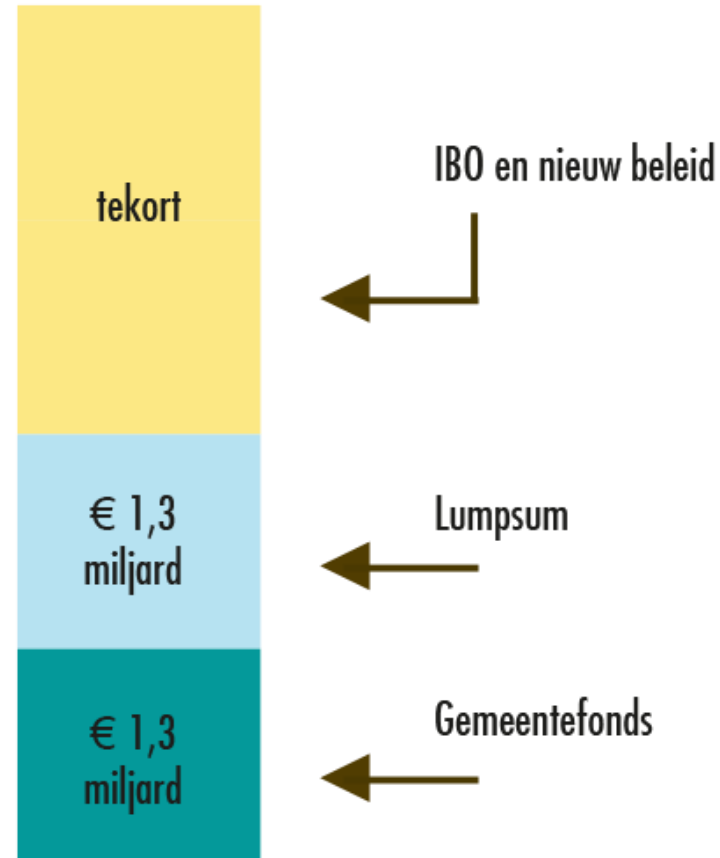 IBO en nieuw beleid
tekort
€ 1,3
miljard
Lumpsum
€ 1,3
miljard
Gemeentefonds